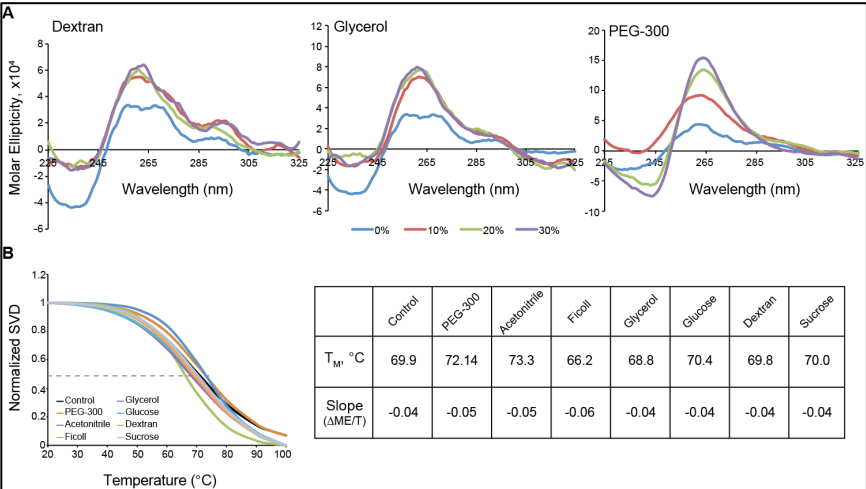 A
Dextran
Glycerol
PEG-300
Molar Ellipticity, x10⁴
8
6
4
2
0
-2
-4
-6
225
245
265
285
305
325
Wavelength (nm)
12
10
8
6
4
2
0
-2
-4
-6
225
245
265
285
305
325
Wavelength (nm)
20
15
10
5
0
-5
-10
225
245
265
285
305
325
Wavelength (nm)
0% 10% 20% 30%
B
Normalized SVD
1.2
1
0.8
0.6
0.4
0.2
0
Control Glycerol
PEG-300 Glucose
Acetonitrile Dextran
Ficoll Sucrose
20 30 40 50 60 70 80 90 100
Temperature (°C)
Control PEG-300 Acetonitrile Ficoll Glycerol Glucose Dextran Sucrose
TM, °C 69.9 72.14 73.3 66.2 68.8 70.4 69.8 70.0
Slope
(ΔME/T) -0.04 -0.05 -0.05 -0.06 -0.04 -0.04 -0.04 -0.04